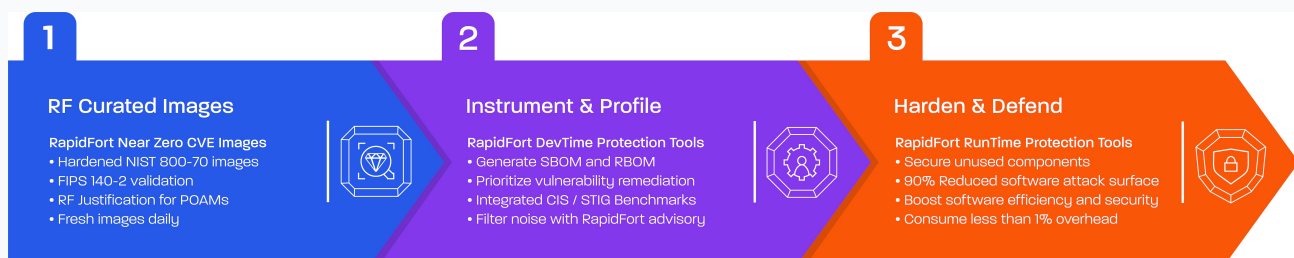 1
RF Curated Images
RapidFort Near Zero CVE Images
• Hardened NIST 800-70 images
• FIPS 140-2 validation
• RF Justification for POAMs
• Fresh images daily
2
Instrument & Profile
RapidFort DevTime Protection Tools
• Generate SBOM and RBOM
• Prioritize vulnerability remediation
• Integrated CIS / STIG Benchmarks
• Filter noise with RapidFort advisory
3
Harden & Defend
RapidFort RunTime Protection Tools
• Secure unused components
• 90% Reduced software attack surface
• Boost software efficiency and security
• Consume less than 1% overhead